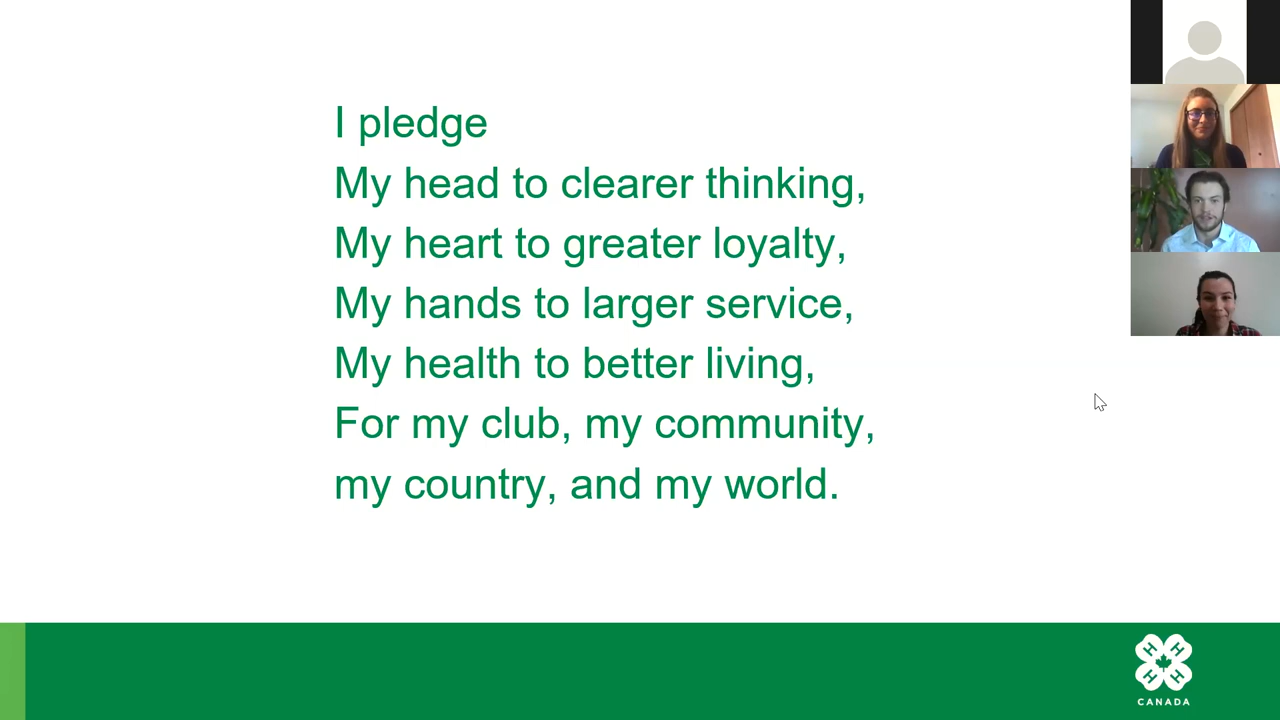 I pledge
My head to clearer thinking,
My heart to greater loyalty,
My hands to larger service,
My health to better living,
For my club, my community,
my country, and my world.
H H
H H
CANADA